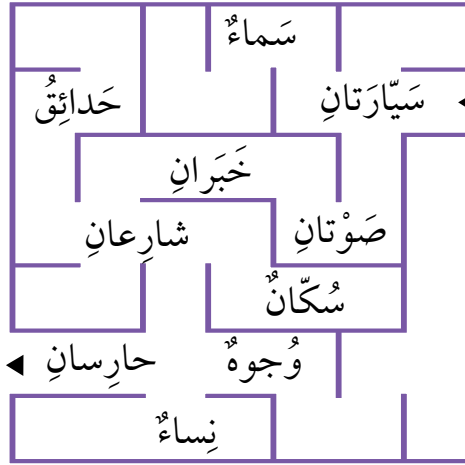 سَماءٌ
سَيّارَتانِ
حَدائِقُ
خَبَرانِ
صَوْتانِ
شارِعانِ
سُكّانٌ
وُجوهٌ
حارِسانِ
نِساءٌ